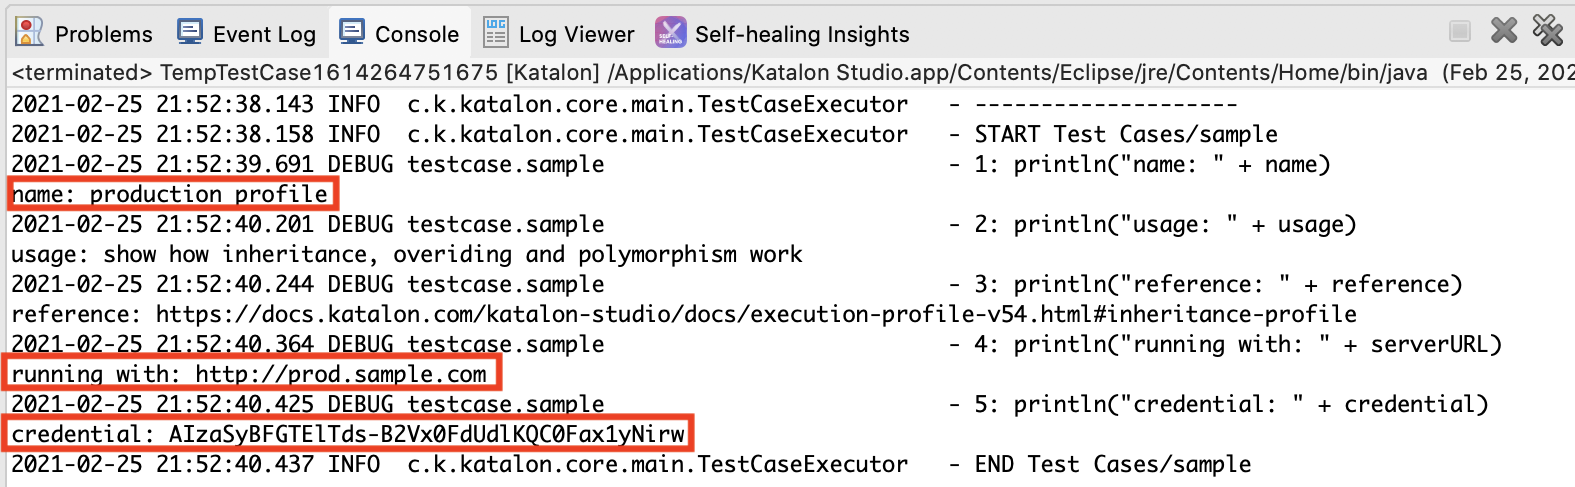 Problems Event Log Console LOG Log Viewer SELF-HEALING Self-healing Insights
<terminated> TempTestCase1614264751675 [Katalon] /Applications/Katalon Studio.app/Contents/Eclipse/jre/Contents/Home/bin/java (Feb 25, 202
2021-02-25 21:52:38.143 INFO c.k.katalon.core.main.TestCaseExecutor - --------------------
2021-02-25 21:52:38.158 INFO c.k.katalon.core.main.TestCaseExecutor - START Test Cases/sample
2021-02-25 21:52:39.691 DEBUG testcase.sample - 1: println("name: " + name)
name: production profile
2021-02-25 21:52:40.201 DEBUG testcase.sample - 2: println("usage: " + usage)
usage: show how inheritance, overiding and polymorphism work
2021-02-25 21:52:40.244 DEBUG testcase.sample - 3: println("reference: " + reference)
reference: https://docs.katalon.com/katalon-studio/docs/execution-profile-v54.html#inheritance-profile
2021-02-25 21:52:40.364 DEBUG testcase.sample - 4: println("running with: " + serverURL)
running with: http://prod.sample.com
2021-02-25 21:52:40.425 DEBUG testcase.sample - 5: println("credential: " + credential)
credential: AIzaSyBFGTElTds-B2Vx0FdUdlKQC0Fax1yNirw
2021-02-25 21:52:40.437 INFO c.k.katalon.core.main.TestCaseExecutor - END Test Cases/sample